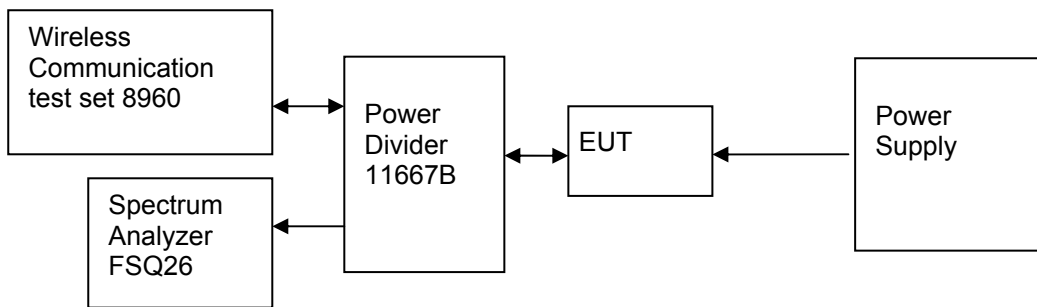 Wireless
Communication
test set 8960
Spectrum
Analyzer
FSQ26
Power
Divider
11667B
EUT
Power
Supply